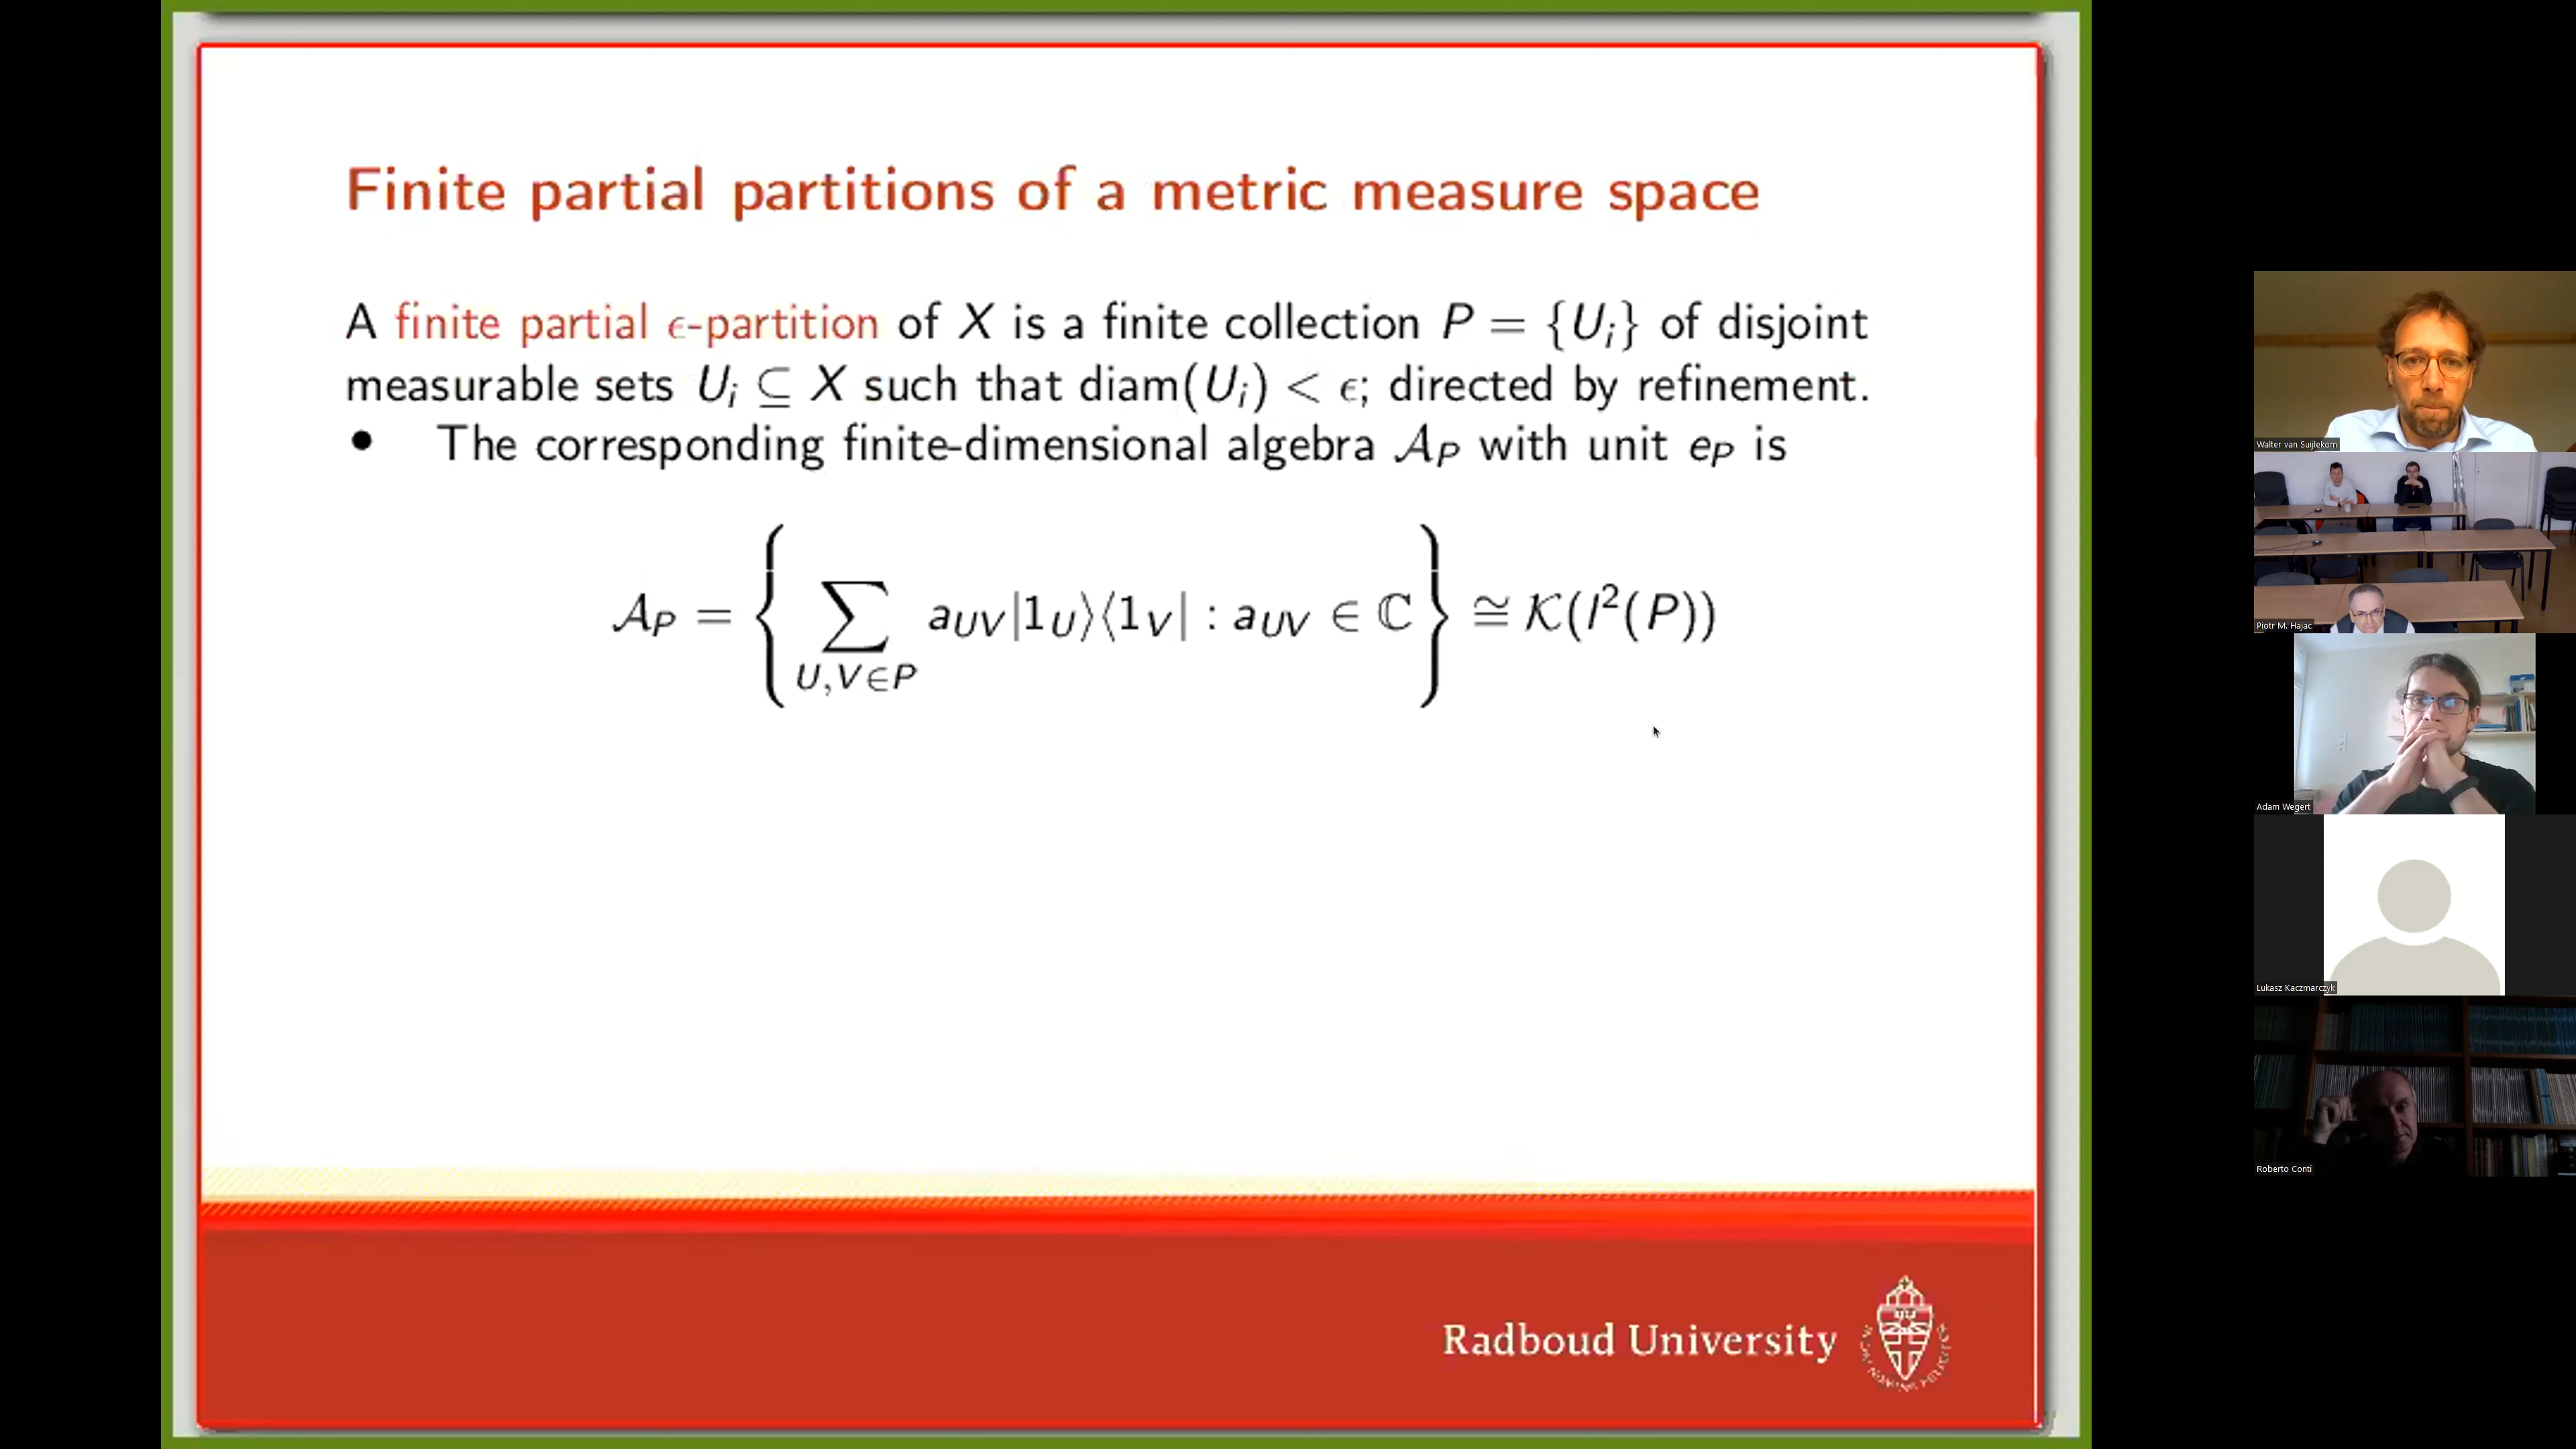 Finite partial partitions of a metric measure space
A finite partial ϵ-partition of X is a finite collection P = {U_i} of disjoint
measurable sets U_i ⊆ X such that diam(U_i) < ϵ; directed by refinement.
• The corresponding finite-dimensional algebra 𝒜_P with unit e_P is
𝒜_P = { ∑_{U,V∈P} a_{UV}|1_U⟩⟨1_V| : a_{UV} ∈ ℂ } ≅ 𝒦(l²(P))
Radboud University
Walter van Suijlekom
Piotr M. Hajac
Adam Wegert
Lukasz Kaczmarczyk
Roberto Conti